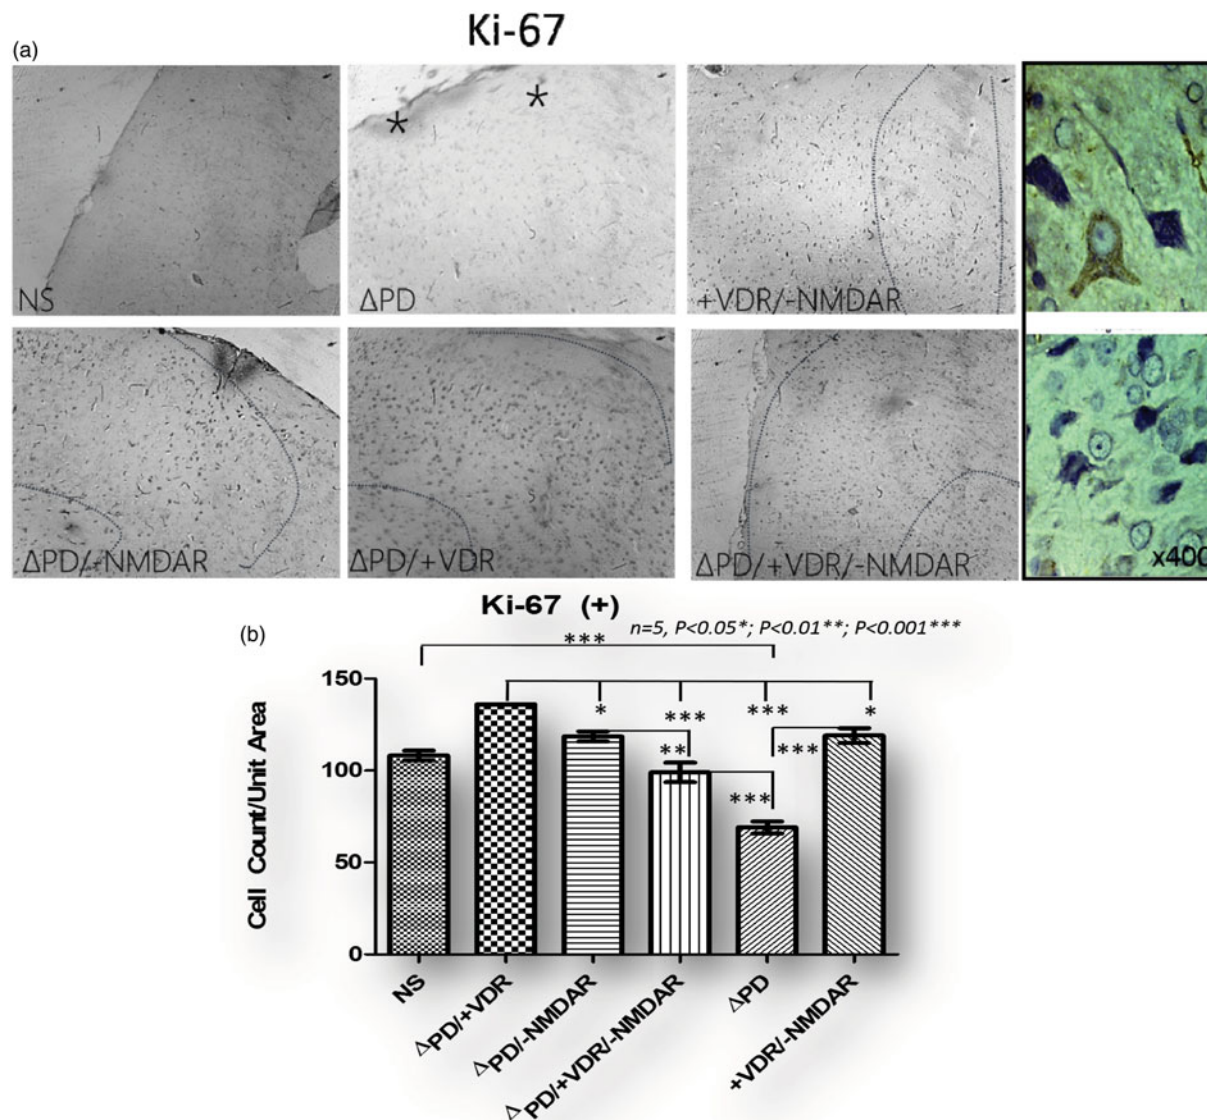 Ki-67
(a)
NS
ΔPD
+VDR/-NMDAR
ΔPD/-NMDAR
ΔPD/+VDR
ΔPD/+VDR/-NMDAR
x400
(b)
Ki-67 (+)
n=5, P<0.05*; P<0.01**; P<0.001***
***
* *** *** *
** ***
***
Cell Count/Unit Area
150
100
50
0
NS
ΔPD/+VDR
ΔPD/-NMDAR
ΔPD/+VDR/-NMDAR
ΔPD
+VDR/-NMDAR